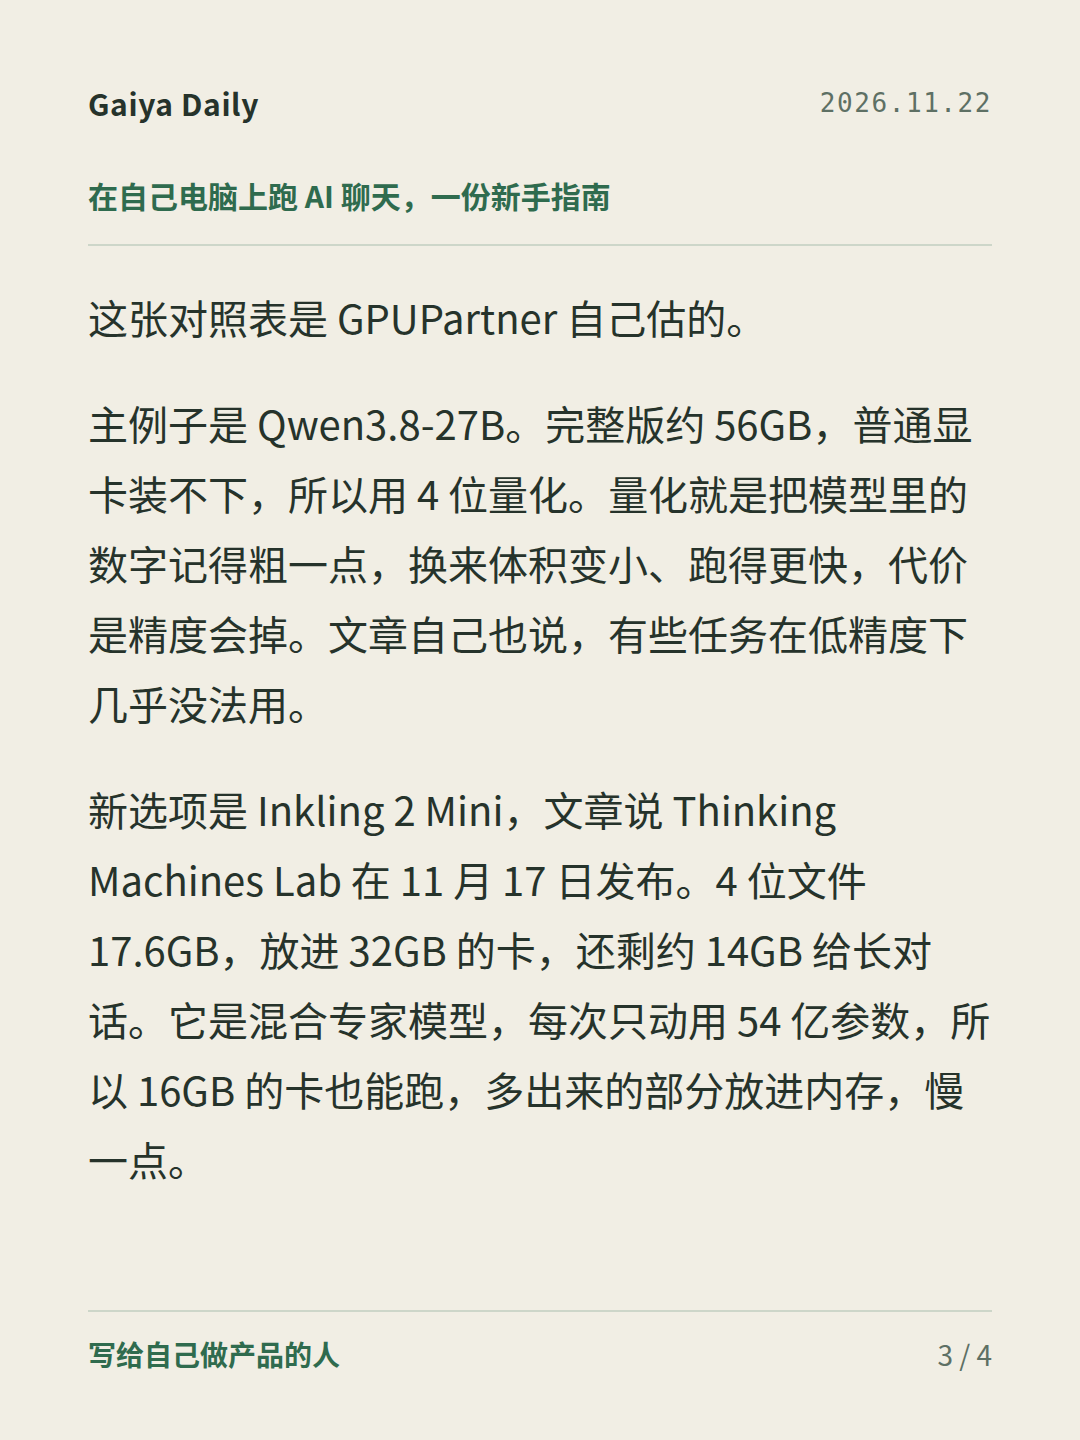 Gaiya Daily
2026.11.22
在自己电脑上跑 AI 聊天，一份新手指南
这张对照表是 GPUPartner 自己估的。
主例子是 Qwen3.8-27B。完整版约 56GB，普通显
卡装不下，所以用 4 位量化。量化就是把模型里的
数字记得粗一点，换来体积变小、跑得更快，代价
是精度会掉。文章自己也说，有些任务在低精度下
几乎没法用。
新选项是 Inkling 2 Mini，文章说 Thinking
Machines Lab 在 11 月 17 日发布。4 位文件
17.6GB，放进 32GB 的卡，还剩约 14GB 给长对
话。它是混合专家模型，每次只动用 54 亿参数，所
以 16GB 的卡也能跑，多出来的部分放进内存，慢
一点。
写给自己做产品的人
3 / 4